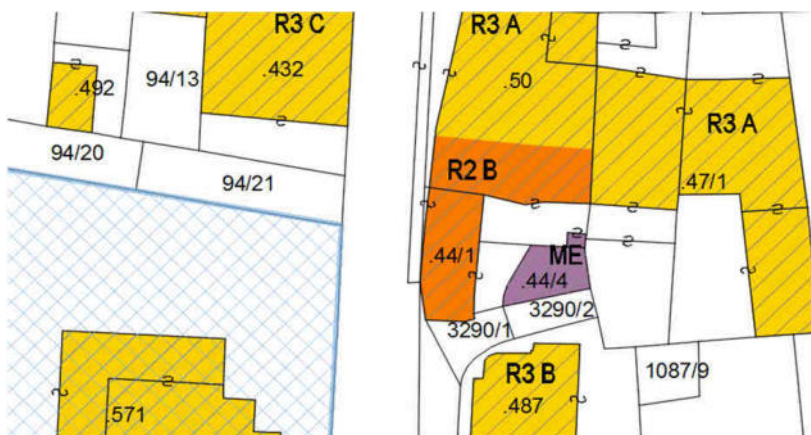 R3 C
.432
.492
94/13
94/20
94/21
.571
R3 A
.50
R3 A
R2 B
.47/1
.44/1
ME
.44/4
3290/2
3290/1
R3 B
.487
1087/9